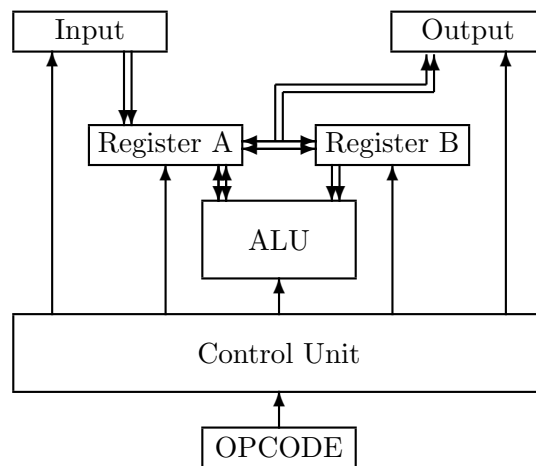 Input
Output
Register A
Register B
ALU
Control Unit
OPCODE